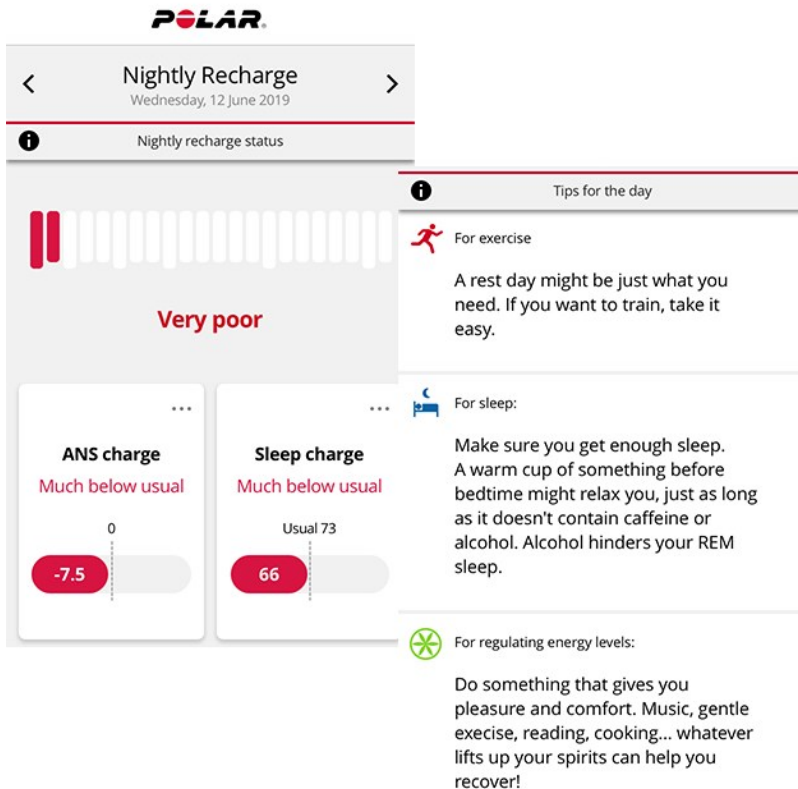 POLAR®
Nightly Recharge
Wednesday, 12 June 2019
Nightly recharge status
Very poor
ANS charge
Much below usual
0
-7.5
Sleep charge
Much below usual
Usual 73
66
Tips for the day
For exercise
A rest day might be just what you
need. If you want to train, take it
easy.
For sleep:
Make sure you get enough sleep.
A warm cup of something before
bedtime might relax you, just as long
as it doesn't contain caffeine or
alcohol. Alcohol hinders your REM
sleep.
For regulating energy levels:
Do something that gives you
pleasure and comfort. Music, gentle
execise, reading, cooking... whatever
lifts up your spirits can help you
recover!